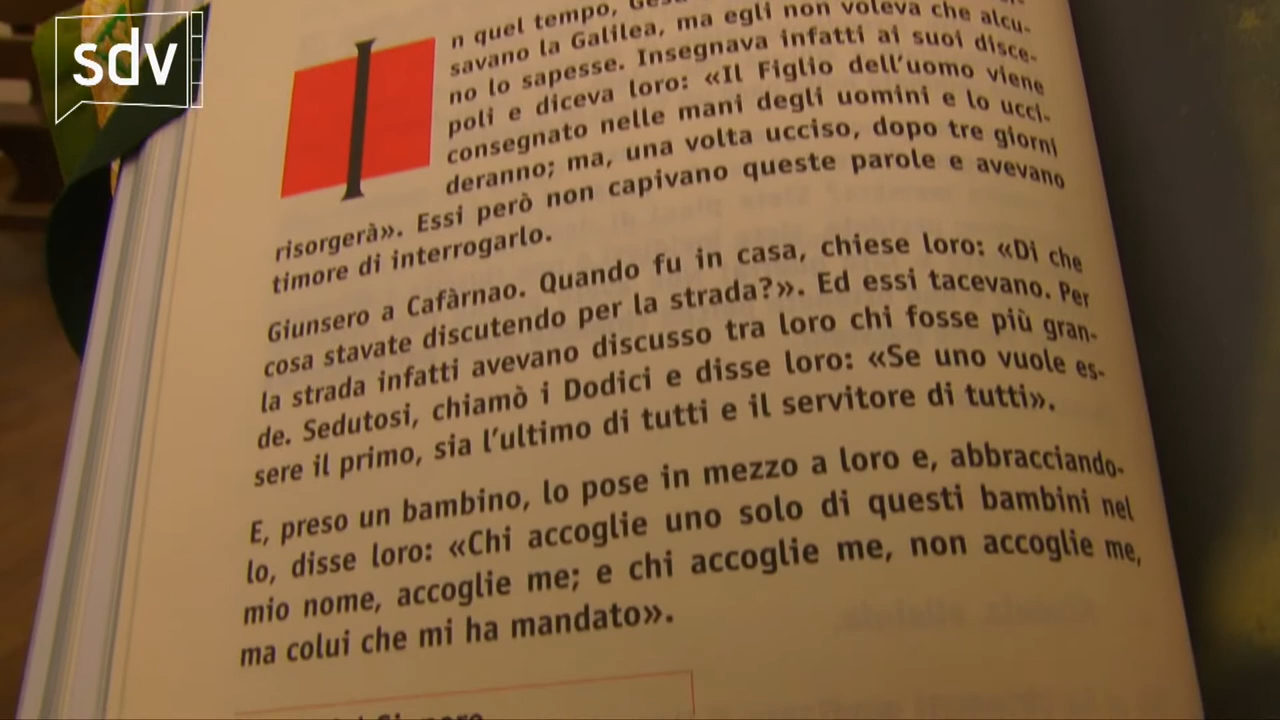 sdv
In quel tempo, Gesù
savano la Galilea, ma egli non voleva che alcu-
no lo sapesse. Insegnava infatti ai suoi disce-
poli e diceva loro: «Il Figlio dell'uomo viene
consegnato nelle mani degli uomini e lo ucci-
deranno; ma, una volta ucciso, dopo tre giorni
risorgerà». Essi però non capivano queste parole e avevano
timore di interrogarlo.
Giunsero a Cafàrnao. Quando fu in casa, chiese loro: «Di che
cosa stavate discutendo per la strada?». Ed essi tacevano. Per
la strada infatti avevano discusso tra loro chi fosse più gran-
de. Sedutosi, chiamò i Dodici e disse loro: «Se uno vuole es-
sere il primo, sia l'ultimo di tutti e il servitore di tutti».
E, preso un bambino, lo pose in mezzo a loro e, abbracciando-
lo, disse loro: «Chi accoglie uno solo di questi bambini nel
mio nome, accoglie me; e chi accoglie me, non accoglie me,
ma colui che mi ha mandato».